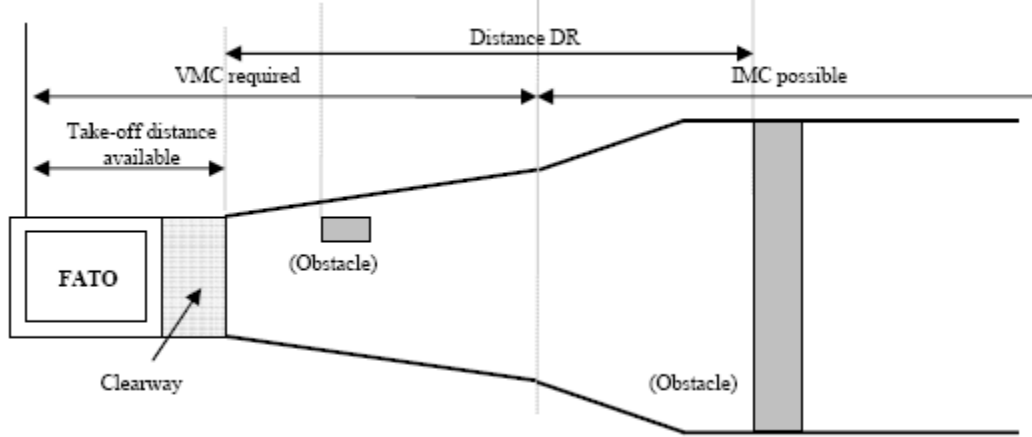 Distance DR
VMC required
IMC possible
Take-off distance
available
(Obstacle)
FATO
Clearway
(Obstacle)